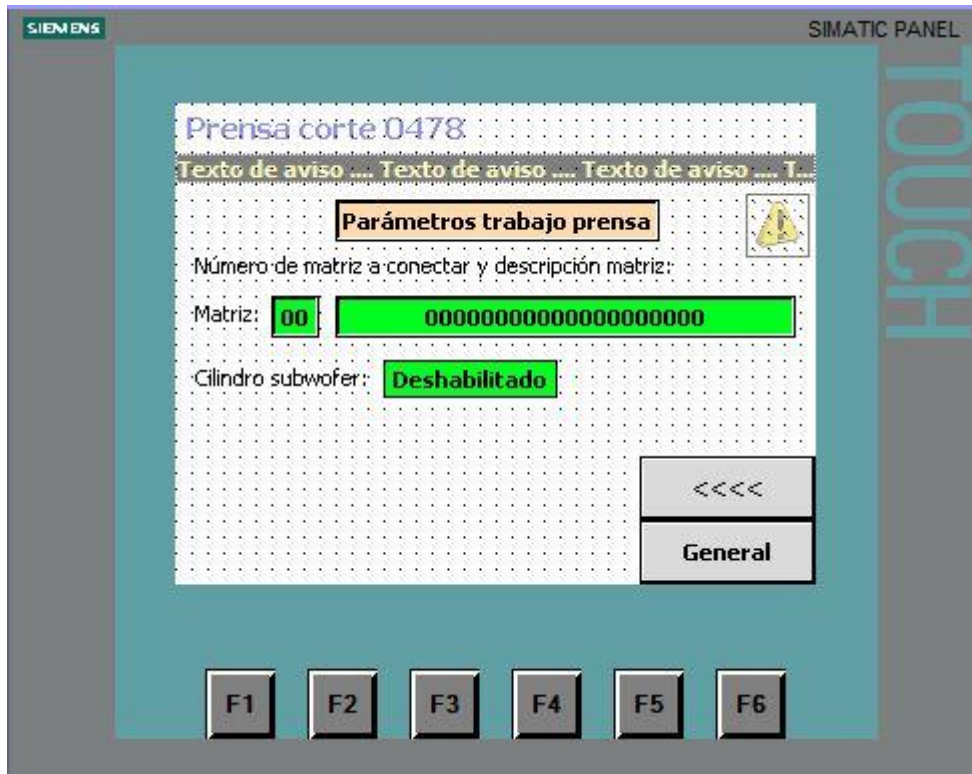 SIEMENS
SIMATIC PANEL
TOUCH
Prensa corte 0478
Texto de aviso .... Texto de aviso .... Texto de aviso .... T...
Parámetros trabajo prensa
Número de matriz a conectar y descripción matriz:
Matriz: 00 00000000000000000000
Cilindro subwofer: Deshabilitado
<<<<
General
F1 F2 F3 F4 F5 F6